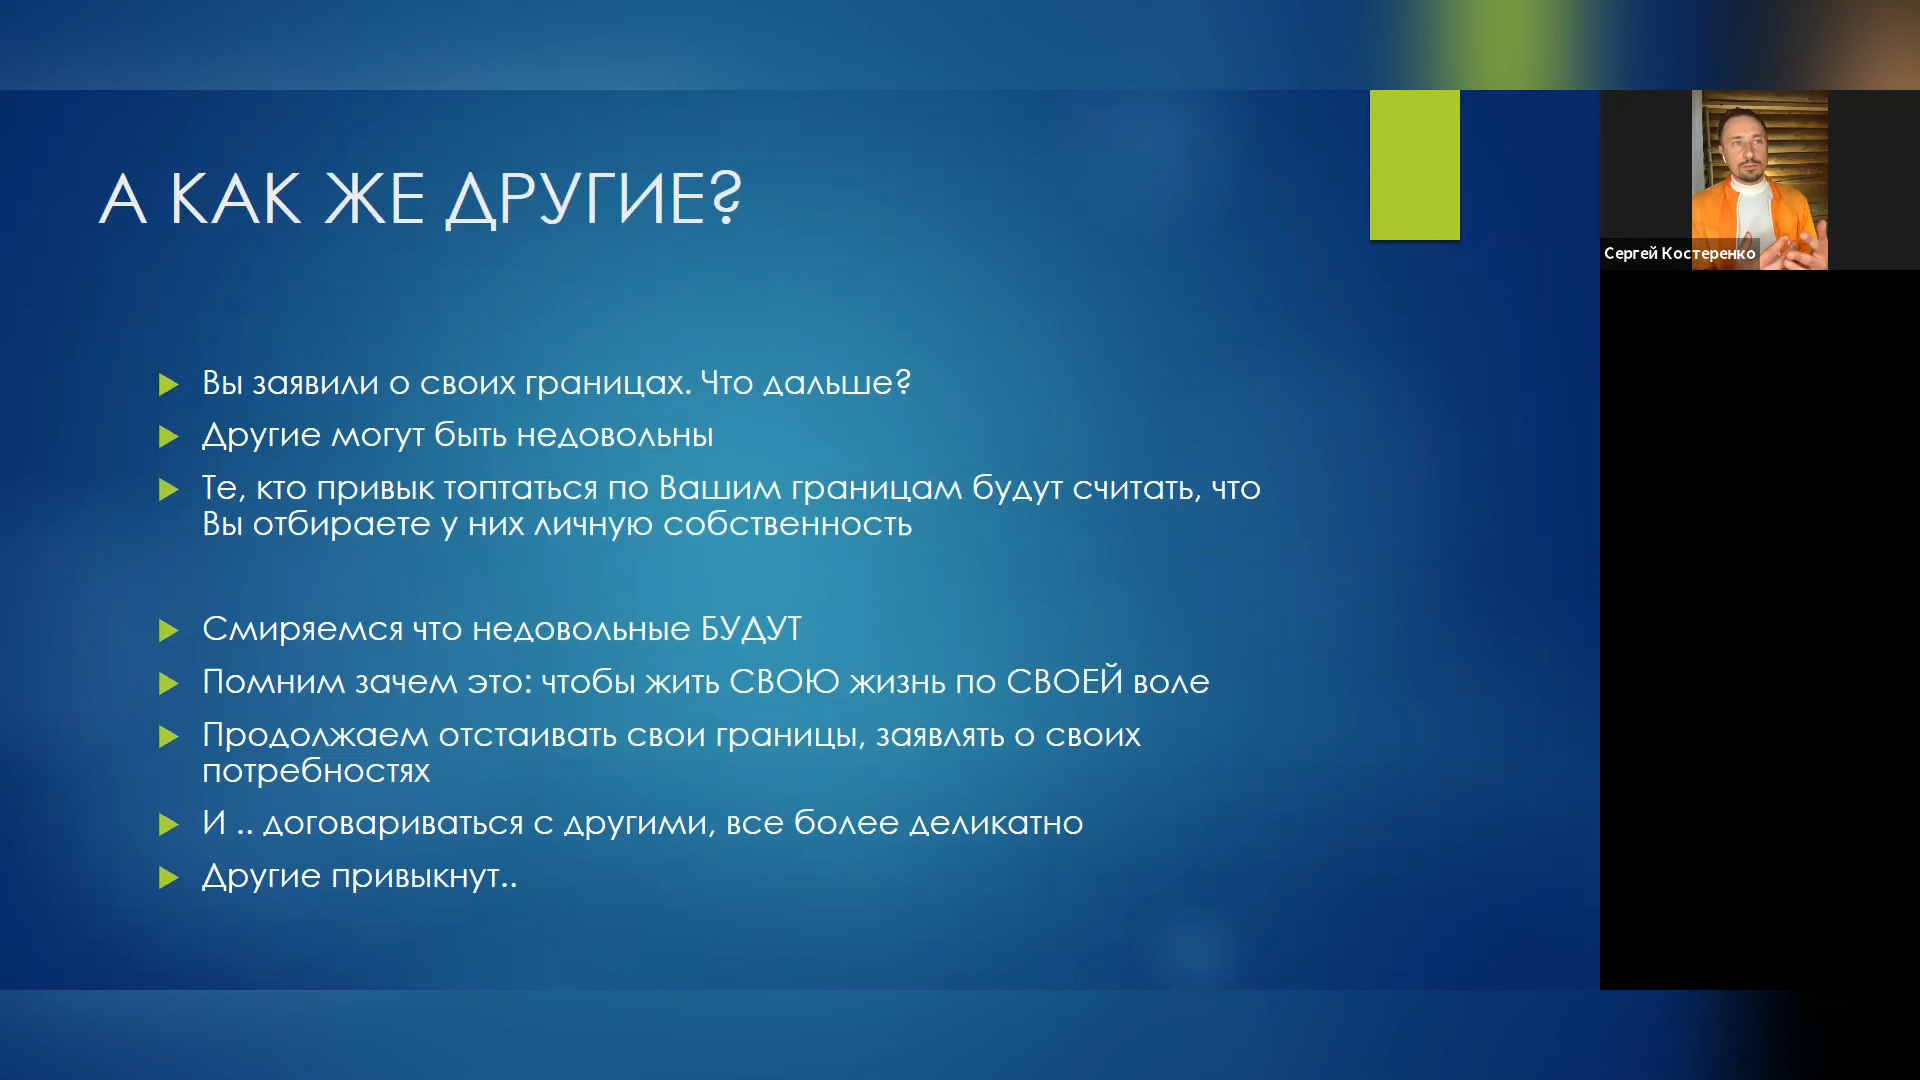 А КАК ЖЕ ДРУГИЕ?
Вы заявили о своих границах. Что дальше?
Другие могут быть недовольны
Те, кто привык топтаться по Вашим границам будут считать, что
Вы отбираете у них личную собственность
Смиряемся что недовольные БУДУТ
Помним зачем это: чтобы жить СВОЮ жизнь по СВОЕЙ воле
Продолжаем отстаивать свои границы, заявлять о своих
потребностях
И .. договариваться с другими, все более деликатно
Другие привыкнут..
Сергей Костеренко